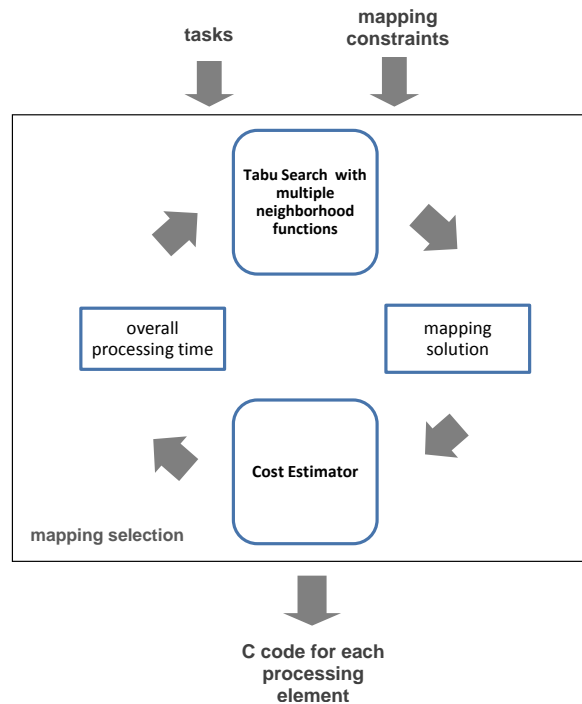 tasks
mapping
constraints
Tabu Search with
multiple
neighborhood
functions
overall
processing time
mapping
solution
Cost Estimator
mapping selection
C code for each
processing
element